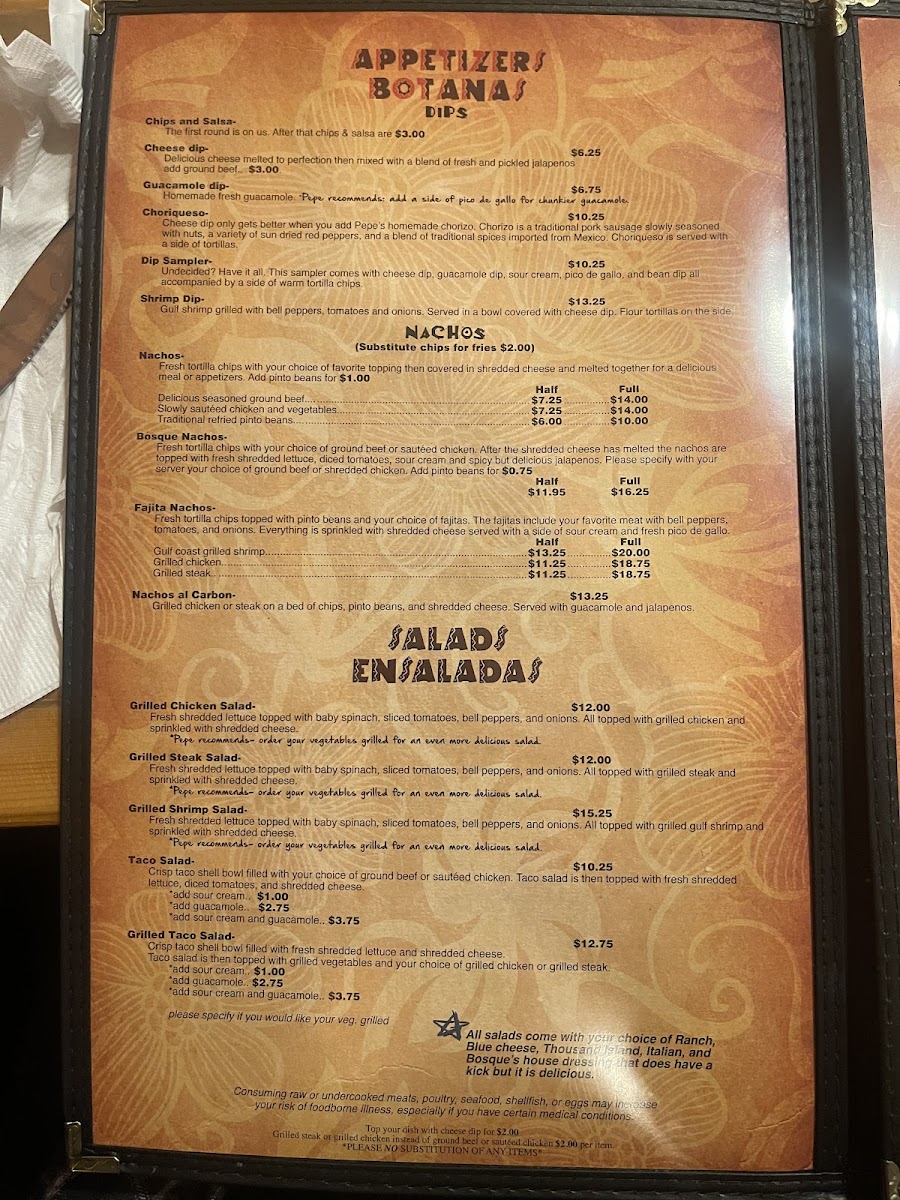 APPETIZERS
BOTANAS
DIPS
Chips and Salsa-
The first round is on us. After that chips & salsa are $3.00
Cheese dip- $6.25
Delicious cheese melted to perfection then mixed with a blend of fresh and pickled jalapenos
add ground beef.. $3.00
Guacamole dip- $6.75
Homemade fresh guacamole. *Pepe recommends: add a side of pico de gallo for chunkier guacamole.
Choriqueso- $10.25
Cheese dip only gets better when you add Pepe's homemade chorizo. Chorizo is a traditional pork sausage slowly seasoned
with nuts, a variety of sun dried red peppers, and a blend of traditional spices imported from Mexico. Choriqueso is served with
a side of tortillas.
Dip Sampler- $10.25
Undecided? Have it all. This sampler comes with cheese dip, guacamole dip, sour cream, pico de gallo, and bean dip all
accompanied by a side of warm tortilla chips.
Shrimp Dip- $13.25
Gulf shrimp grilled with bell peppers, tomatoes and onions. Served in a bowl covered with cheese dip. Flour tortillas on the side
NACHOS
(Substitute chips for fries $2.00)
Nachos-
Fresh tortilla chips with your choice of favorite topping then covered in shredded cheese and melted together for a delicious
meal or appetizers. Add pinto beans for $1.00
Half Full
Delicious seasoned ground beef... $7.25 $14.00
Slowly sautéed chicken and vegetables... $7.25 $14.00
Traditional refried pinto beans... $6.00 $10.00
Bosque Nachos-
Fresh tortilla chips with your choice of ground beef or sautéed chicken. After the shredded cheese has melted the nachos are
topped with fresh shredded lettuce, diced tomatoes, sour cream and spicy but delicious jalapenos. Please specify with your
server your choice of ground beef or shredded chicken. Add pinto beans for $0.75
Half Full
$11.95 $16.25
Fajita Nachos-
Fresh tortilla chips topped with pinto beans and your choice of fajitas. The fajitas include your favorite meat with bell peppers,
tomatoes, and onions. Everything is sprinkled with shredded cheese served with a side of sour cream and fresh pico de gallo.
Half Full
Gulf coast grilled shrimp... $13.25 $20.00
Grilled chicken... $11.25 $18.75
Grilled steak... $11.25 $18.75
Nachos al Carbon- $13.25
Grilled chicken or steak on a bed of chips, pinto beans, and shredded cheese. Served with guacamole and jalapenos.
SALADS
ENSALADAS
Grilled Chicken Salad- $12.00
Fresh shredded lettuce topped with baby spinach, sliced tomatoes, bell peppers, and onions. All topped with grilled chicken and
sprinkled with shredded cheese.
*Pepe recommends- order your vegetables grilled for an even more delicious salad.
Grilled Steak Salad- $12.00
Fresh shredded lettuce topped with baby spinach, sliced tomatoes, bell peppers, and onions. All topped with grilled steak and
sprinkled with shredded cheese.
*Pepe recommends- order your vegetables grilled for an even more delicious salad.
Grilled Shrimp Salad- $15.25
Fresh shredded lettuce topped with baby spinach, sliced tomatoes, bell peppers, and onions. All topped with grilled gulf shrimp and
sprinkled with shredded cheese.
*Pepe recommends- order your vegetables grilled for an even more delicious salad.
Taco Salad- $10.25
Crisp taco shell bowl filled with your choice of ground beef or sautéed chicken. Taco salad is then topped with fresh shredded
lettuce, diced tomatoes, and shredded cheese.
*add sour cream.. $1.00
*add guacamole.. $2.75
*add sour cream and guacamole.. $3.75
Grilled Taco Salad- $12.75
Crisp taco shell bowl filled with fresh shredded lettuce and shredded cheese.
Taco salad is then topped with grilled vegetables and your choice of grilled chicken or grilled steak.
*add sour cream.. $1.00
*add guacamole.. $2.75
*add sour cream and guacamole.. $3.75
please specify if you would like your veg. grilled
All salads come with your choice of Ranch,
Blue cheese, Thousand Island, Italian, and
Bosque's house dressing that does have a
kick but it is delicious.
Consuming raw or undercooked meats, poultry, seafood, shellfish, or eggs may increase
your risk of foodborne illness, especially if you have certain medical conditions.
Top your dish with cheese dip for $2.00
Grilled steak or grilled chicken instead of ground beef or sautéed chicken $2.00 per item.
*PLEASE NO SUBSTITUTION OF ANY ITEMS*